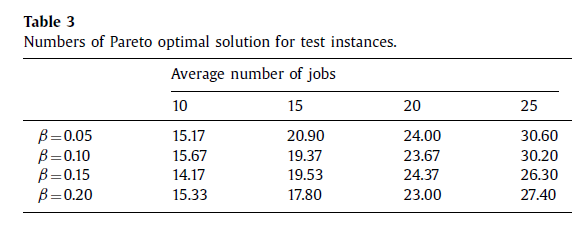 Table 3
Numbers of Pareto optimal solution for test instances.
Average number of jobs
10 15 20 25
β=0.05 15.17 20.90 24.00 30.60
β=0.10 15.67 19.37 23.67 30.20
β=0.15 14.17 19.53 24.37 26.30
β=0.20 15.33 17.80 23.00 27.40